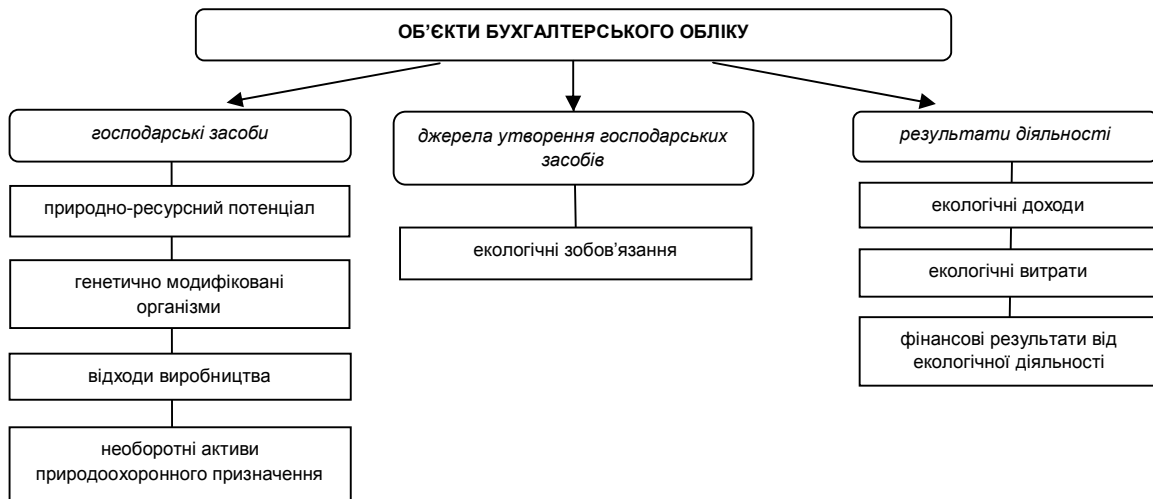 ОБ’ЄКТИ БУХГАЛТЕРСЬКОГО ОБЛІКУ
господарські засоби
природно-ресурсний потенціал
генетично модифіковані
організми
відходи виробництва
необоротні активи
природоохоронного призначення
джерела утворення господарських
засобів
екологічні зобов’язання
результати діяльності
екологічні доходи
екологічні витрати
фінансові результати від
екологічної діяльності